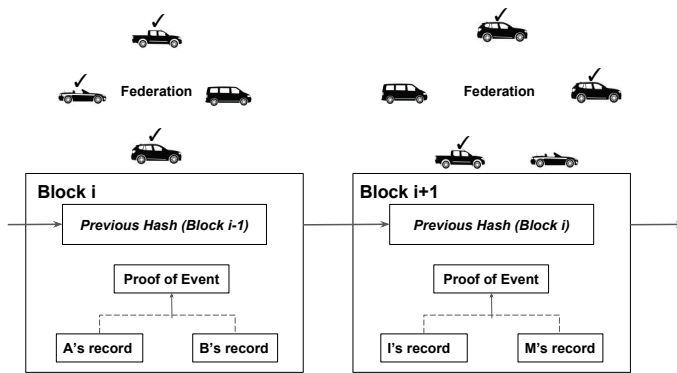 Federation
Federation
Block i
Previous Hash (Block i-1)
Proof of Event
A's record
B's record
Block i+1
Previous Hash (Block i)
Proof of Event
I's record
M's record